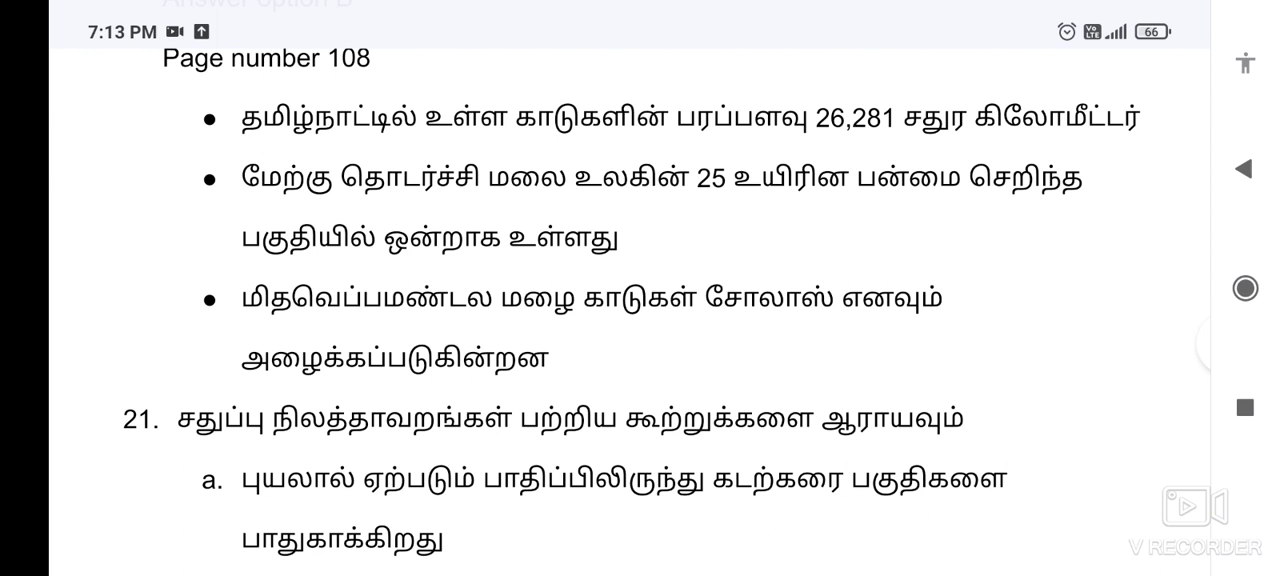 Answer option B
7:13 PM 66
Page number 108
● தமிழ்நாட்டில் உள்ள காடுகளின் பரப்பளவு 26,281 சதுர கிலோமீட்டர்
● மேற்கு தொடர்ச்சி மலை உலகின் 25 உயிரின பன்மை செறிந்த
பகுதியில் ஒன்றாக உள்ளது
● மிதவெப்பமண்டல மழை காடுகள் சோலாஸ் எனவும்
அழைக்கப்படுகின்றன
21. சதுப்பு நிலத்தாவறங்கள் பற்றிய கூற்றுக்களை ஆராயவும்
a. புயலால் ஏற்படும் பாதிப்பிலிருந்து கடற்கரை பகுதிகளை
பாதுகாக்கிறது
V RECORDER